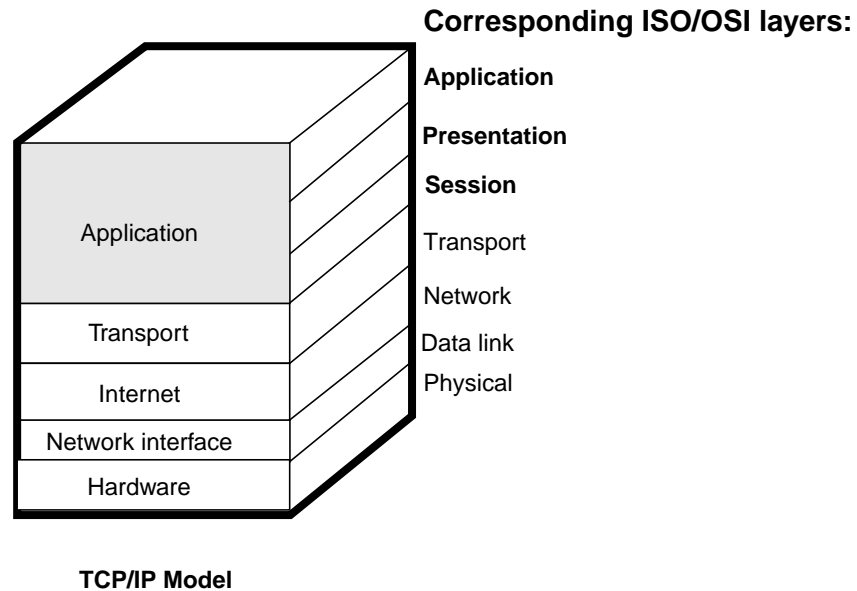 Corresponding ISO/OSI layers:
Application
Presentation
Session
Transport
Network
Data link
Physical
Application
Transport
Internet
Network interface
Hardware
TCP/IP Model